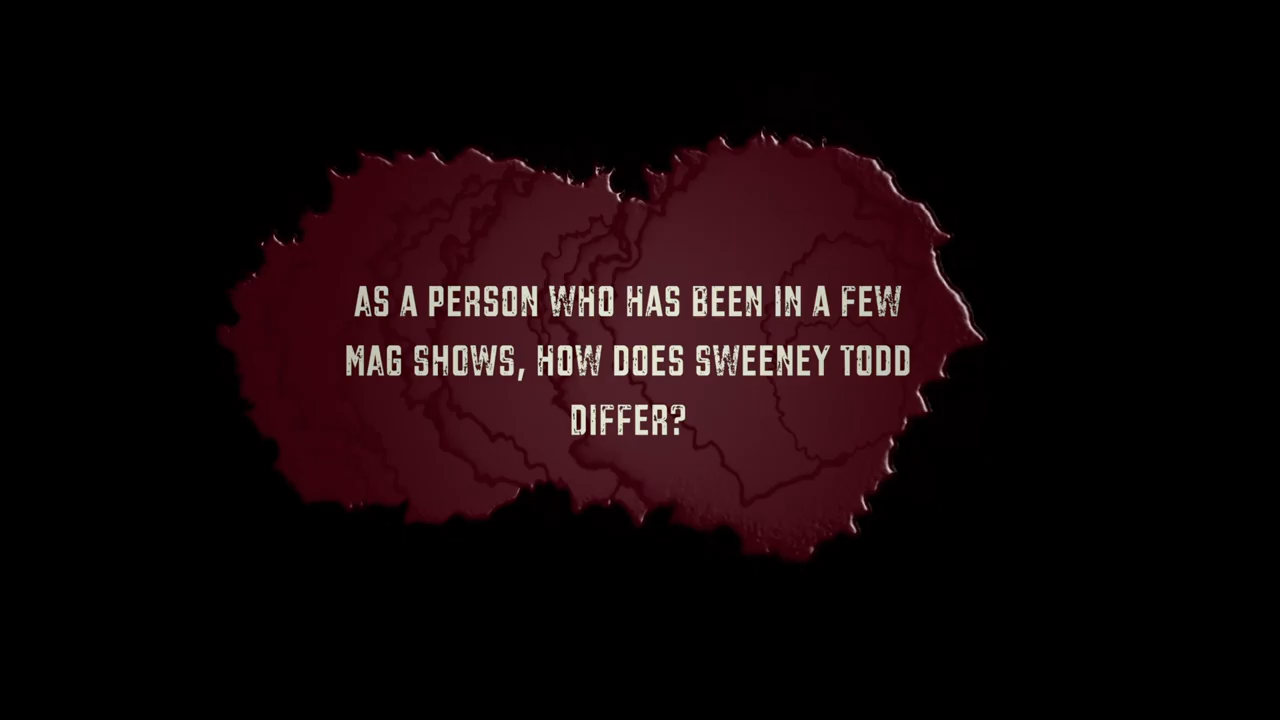 AS A PERSON WHO HAS BEEN IN A FEW
MAG SHOWS, HOW DOES SWEENEY TODD
DIFFER?